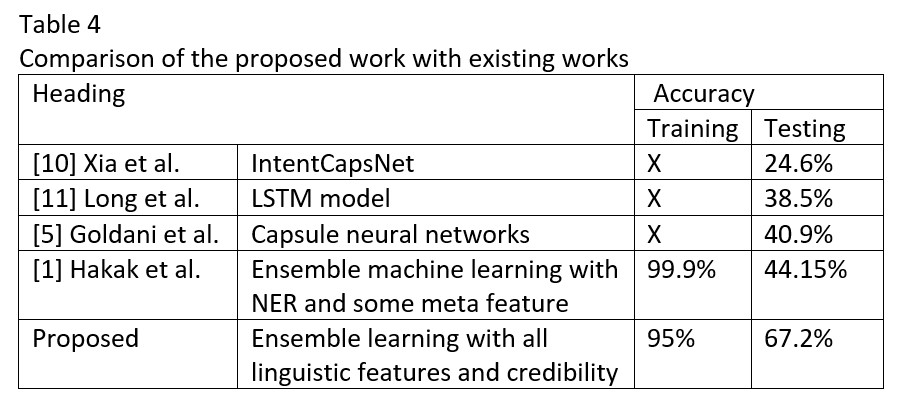 Table 4
Comparison of the proposed work with existing works
Heading Accuracy
Training Testing
[10] Xia et al. IntentCapsNet X 24.6%
[11] Long et al. LSTM model X 38.5%
[5] Goldani et al. Capsule neural networks X 40.9%
[1] Hakak et al. Ensemble machine learning with 99.9% 44.15%
NER and some meta feature
Proposed Ensemble learning with all 95% 67.2%
linguistic features and credibility